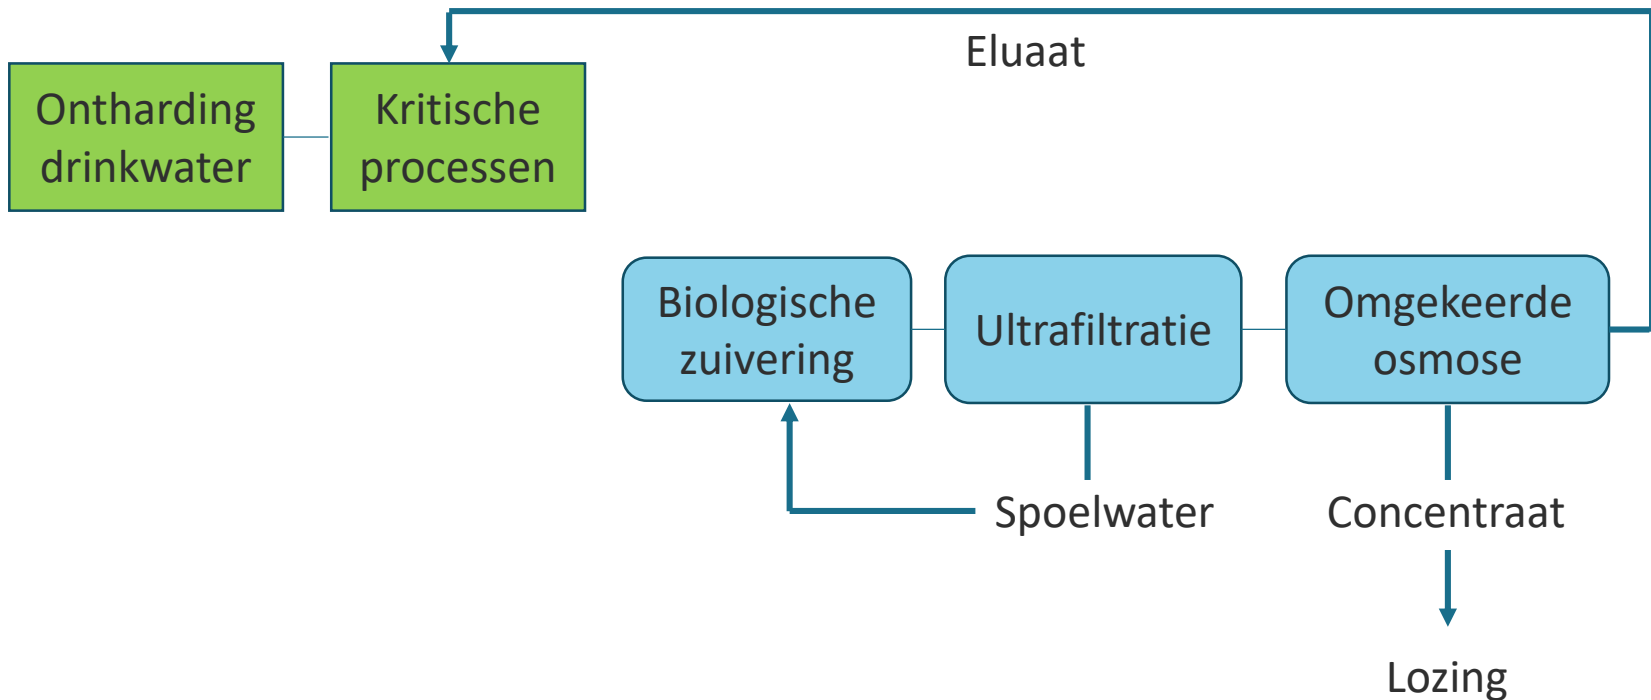 Eluaat
Ontharding
drinkwater
Kritische
processen
Biologische
zuivering
Ultrafiltratie
Omgekeerde
osmose
Spoelwater
Concentraat
Lozing